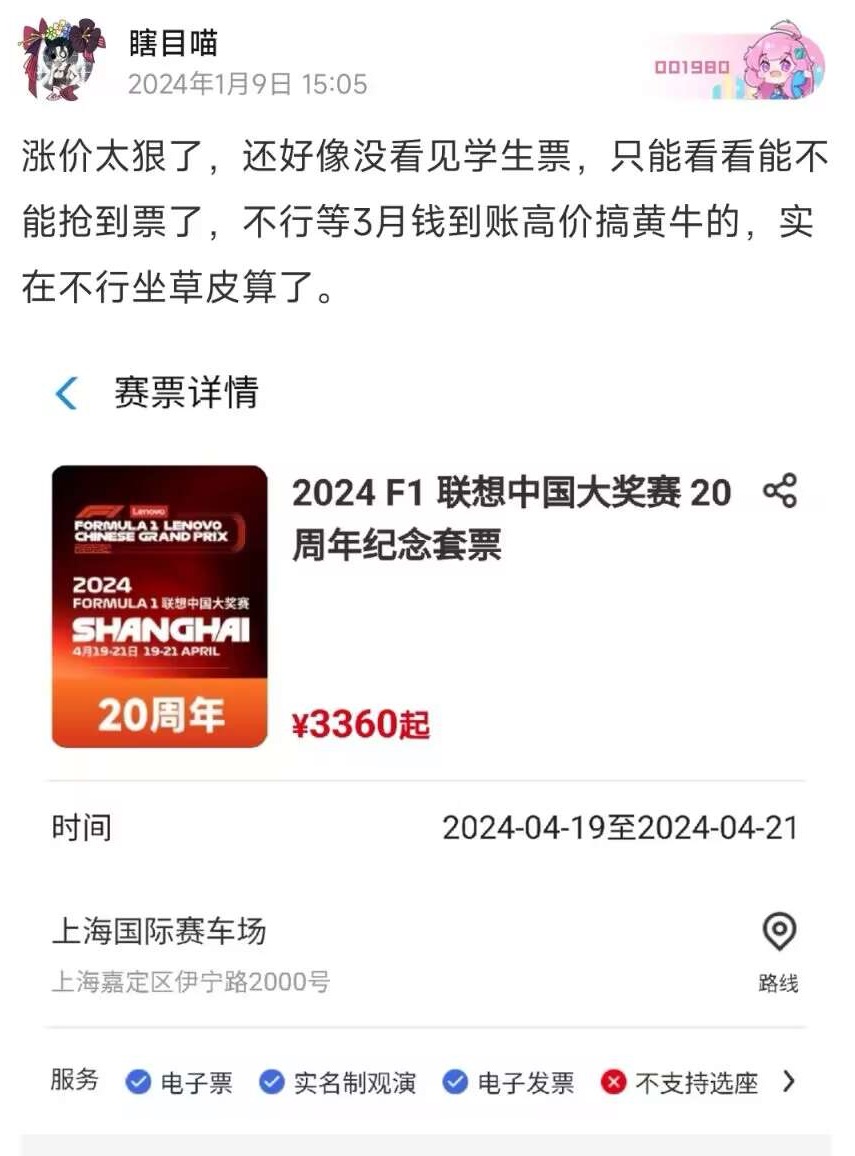 瞎目喵
2024年1月9日 15:05
001980
涨价太狠了，还好像没看见学生票，只能看看能不
能抢到票了，不行等3月钱到账高价搞黄牛的，实
在不行坐草皮算了。
赛票详情
Lenovo
FORMULA 1 LENOVO
CHINESE GRAND PRIX
2024
FORMULA 1 联想中国大奖赛
SHANGHAI
4月19-21日 19-21 APRIL
20周年
2024 F1 联想中国大奖赛 20
周年纪念套票
¥3360起
时间
2024-04-19至2024-04-21
上海国际赛车场
上海嘉定区伊宁路2000号
路线
服务 电子票 实名制观演 电子发票 不支持选座